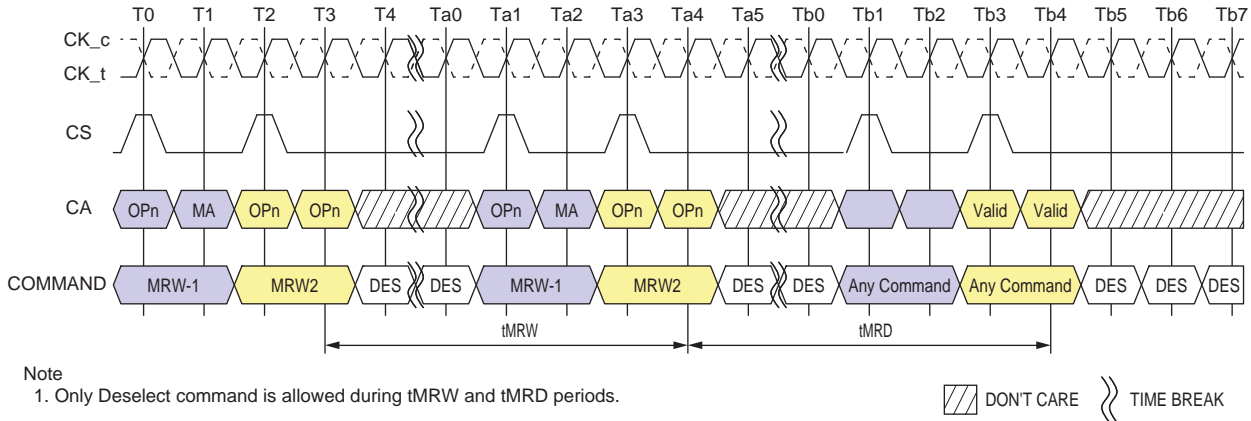 T0 T1 T2 T3 T4 Ta0 Ta1 Ta2 Ta3 Ta4 Ta5 Tb0 Tb1 Tb2 Tb3 Tb4 Tb5 Tb6 Tb7
CK_c
CK_t
CS
CA OPn MA OPn OPn OPn MA OPn OPn Valid Valid
COMMAND MRW-1 MRW2 DES DES MRW-1 MRW2 DES DES Any Command Any Command DES DES DES
tMRW tMRD
Note
1. Only Deselect command is allowed during tMRW and tMRD periods.
DON'T CARE TIME BREAK